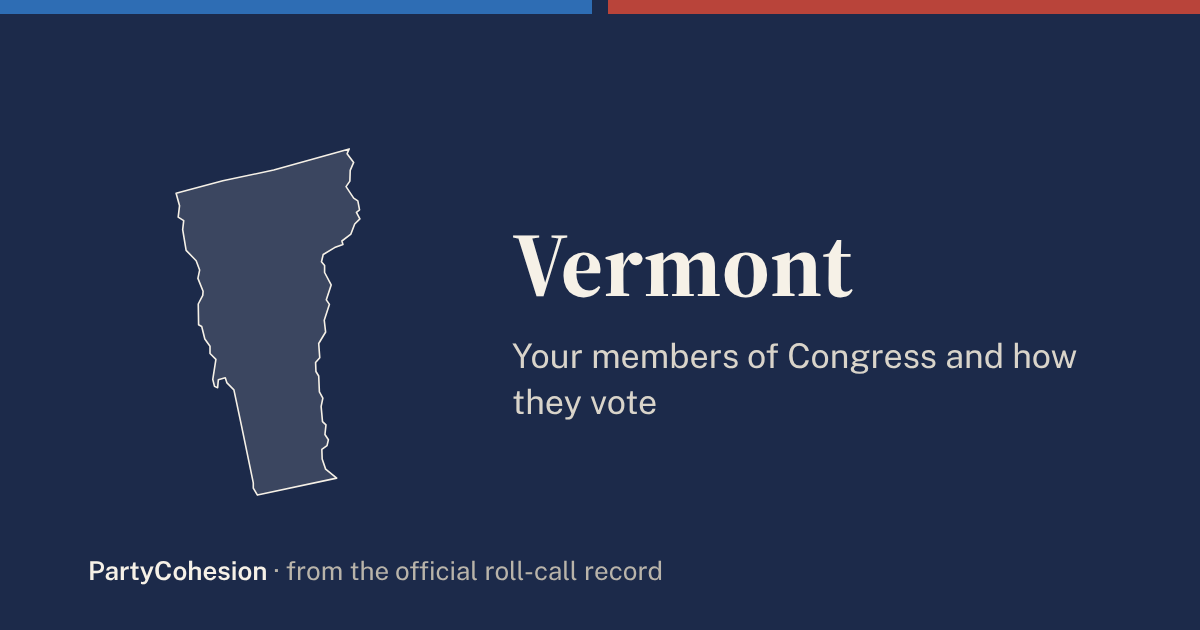 Vermont
Your members of Congress and how
they vote
PartyCohesion · from the official roll-call record